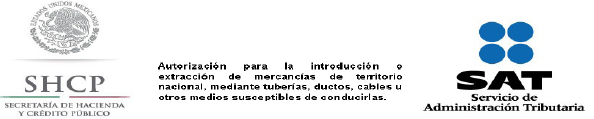 ESTADOS UNIDOS MEXICANOS
SHCP
SECRETARÍA DE HACIENDA
Y CRÉDITO PÚBLICO
Autorización para la introducción o
extracción de mercancías de territorio
nacional, mediante tuberías, ductos, cables u
otros medios susceptibles de conducirlas.
SAT
Servicio de
Administración Tributaria